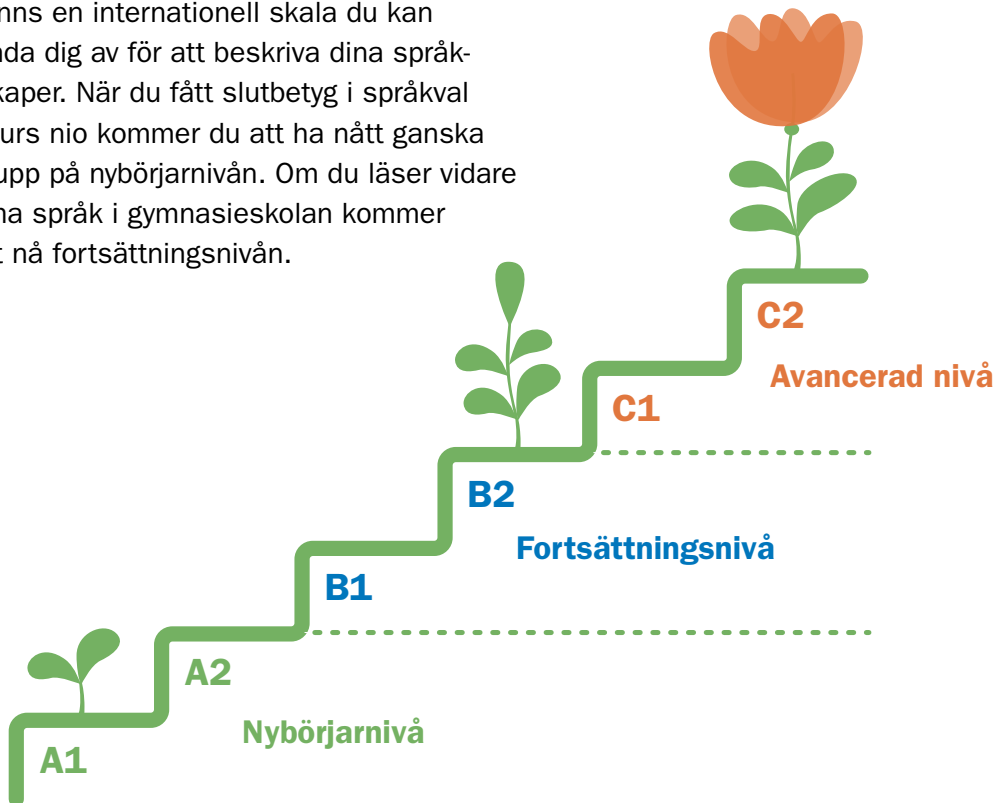 nns en internationell skala du kan
da dig av för att beskriva dina språk-
kaper. När du fått slutbetyg i språkval
urs nio kommer du att ha nått ganska
upp på nybörjarnivån. Om du läser vidare
na språk i gymnasieskolan kommer
t nå fortsättningsnivån.
C2
Avancerad nivå
C1
B2
Fortsättningsnivå
B1
A2
Nybörjarnivå
A1